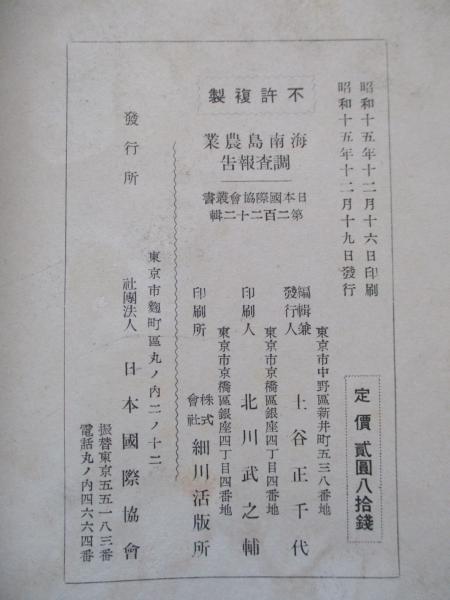 昭和十五年十二月十六日印刷
昭和十五年十二月十九日發行
定價貳圓八拾錢
不許複製
海南島農業
調査報告
日本國際協會叢書
第二百二十二輯
東京市中野區新井町五三八番地
編輯兼
發行人
土谷正千代
東京市京橋區銀座四丁目四番地
印刷人
北川武之輔
東京市京橋區銀座四丁目四番地
印刷所
株式
會社
細川活版所
發行所
東京市麴町區丸ノ内二ノ十二
社團法人
日本國際協會
振替東京五五一八三番
電話丸ノ内四六六四番